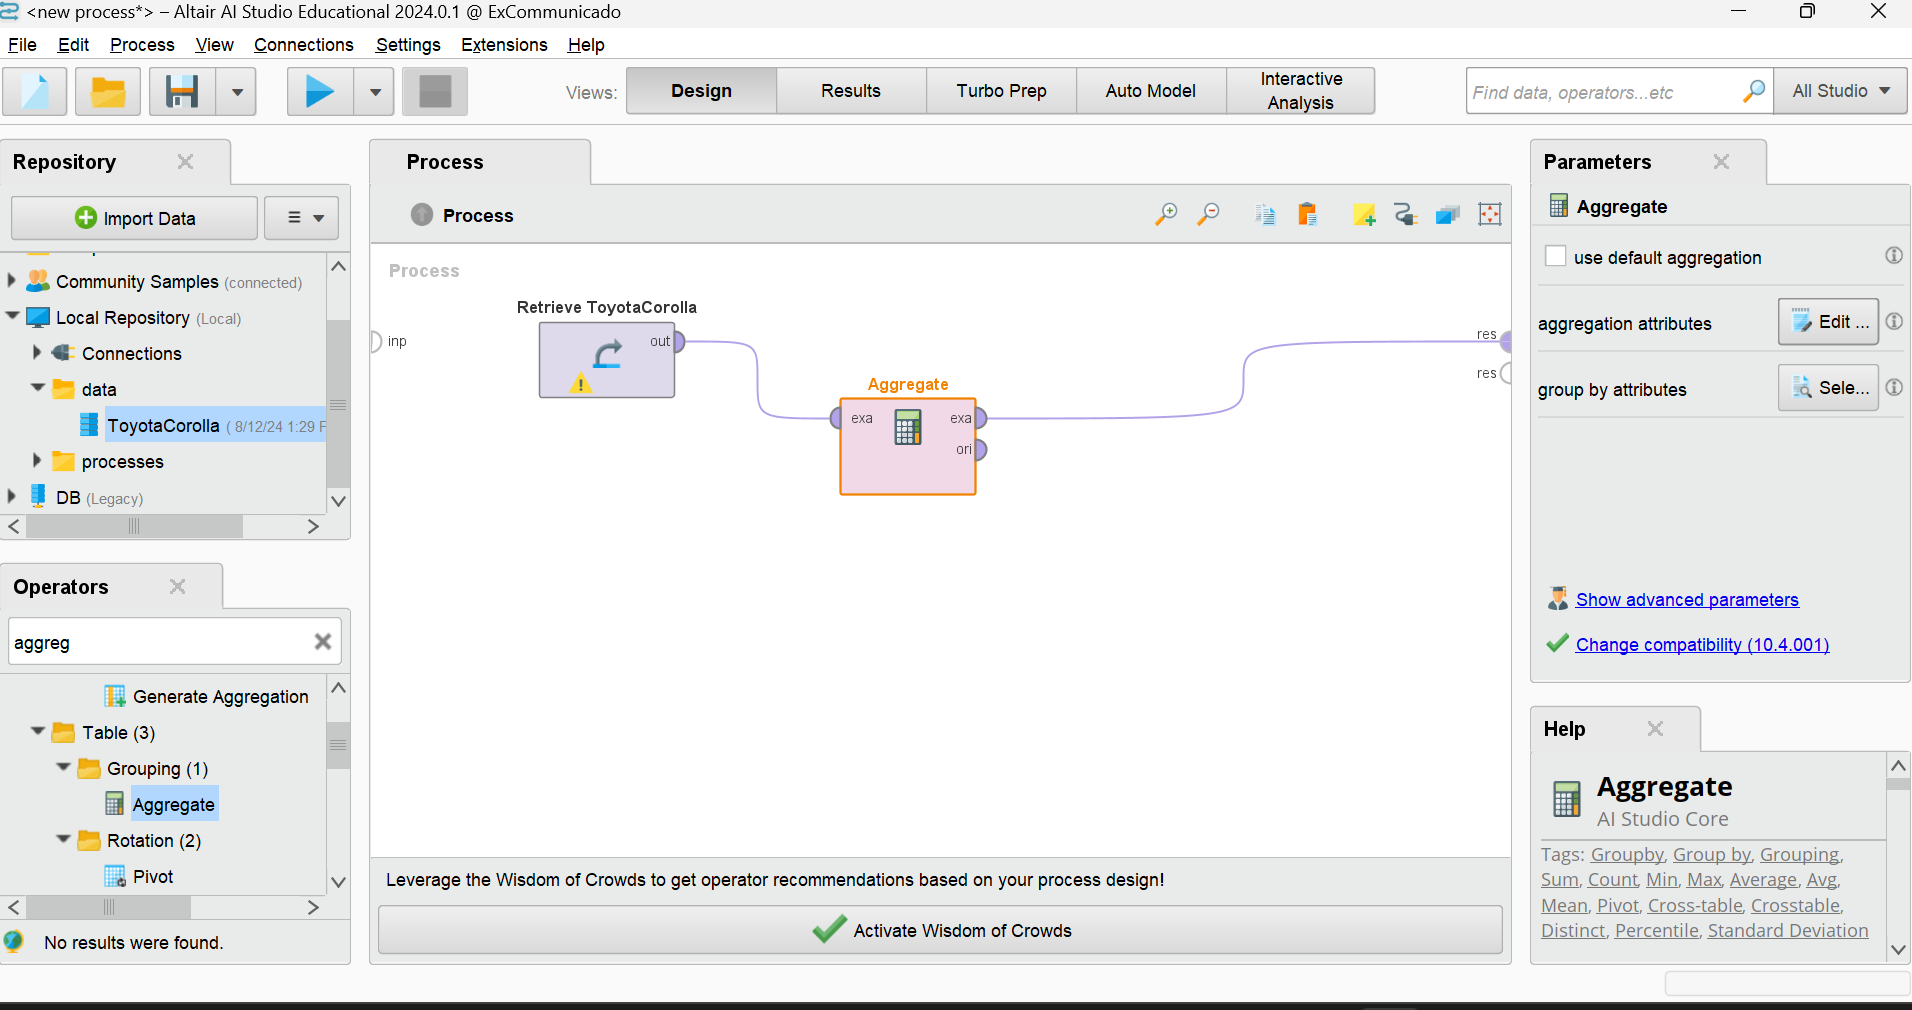 <new process*> – Altair AI Studio Educational 2024.0.1 @ ExCommunicado
File Edit Process View Connections Settings Extensions Help
Views: Design Results Turbo Prep Auto Model Interactive Analysis
Find data, operators...etc All Studio
Repository
Import Data
Community Samples (connected)
Local Repository (Local)
Connections
data
ToyotaCorolla ( 8/12/24 1:29
processes
DB (Legacy)
Operators
aggreg
Generate Aggregation
Table (3)
Grouping (1)
Aggregate
Rotation (2)
Pivot
No results were found.
Process
Process
Process
Retrieve ToyotaCorolla
inp
out
res
res
Aggregate
exa exa
ori
Leverage the Wisdom of Crowds to get operator recommendations based on your process design!
Activate Wisdom of Crowds
Parameters
Aggregate
use default aggregation
aggregation attributes Edit ...
group by attributes Sele...
Show advanced parameters
Change compatibility (10.4.001)
Help
Aggregate
AI Studio Core
Tags: Groupby, Group by, Grouping,
Sum, Count, Min, Max, Average, Avg,
Mean, Pivot, Cross-table, Crosstable,
Distinct, Percentile, Standard Deviation